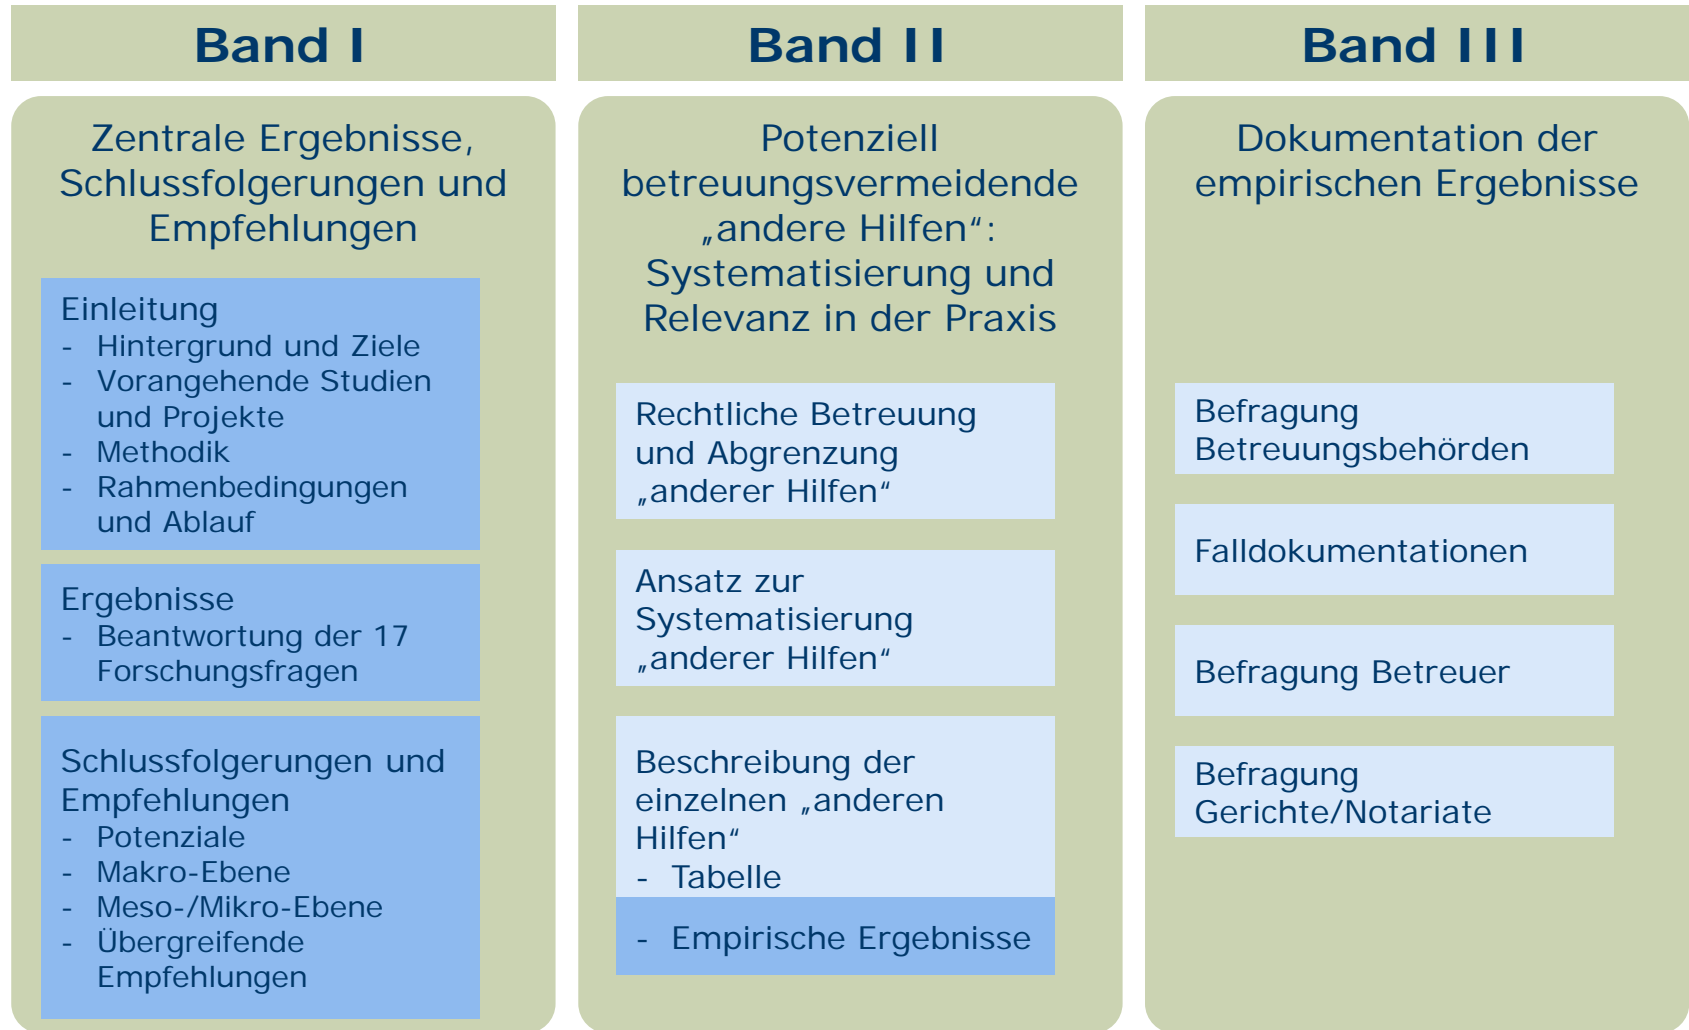 Band I
Zentrale Ergebnisse,
Schlussfolgerungen und
Empfehlungen
Einleitung
- Hintergrund und Ziele
- Vorangehende Studien
und Projekte
- Methodik
- Rahmenbedingungen
und Ablauf
Ergebnisse
- Beantwortung der 17
Forschungsfragen
Schlussfolgerungen und
Empfehlungen
- Potenziale
- Makro-Ebene
- Meso-/Mikro-Ebene
- Übergreifende
Empfehlungen
Band II
Potenziell
betreuungsvermeidende
„andere Hilfen“:
Systematisierung und
Relevanz in der Praxis
Rechtliche Betreuung
und Abgrenzung
„anderer Hilfen“
Ansatz zur
Systematisierung
„anderer Hilfen“
Beschreibung der
einzelnen „anderen
Hilfen“
- Tabelle
- Empirische Ergebnisse
Band III
Dokumentation der
empirischen Ergebnisse
Befragung
Betreuungsbehörden
Falldokumentationen
Befragung Betreuer
Befragung
Gerichte/Notariate